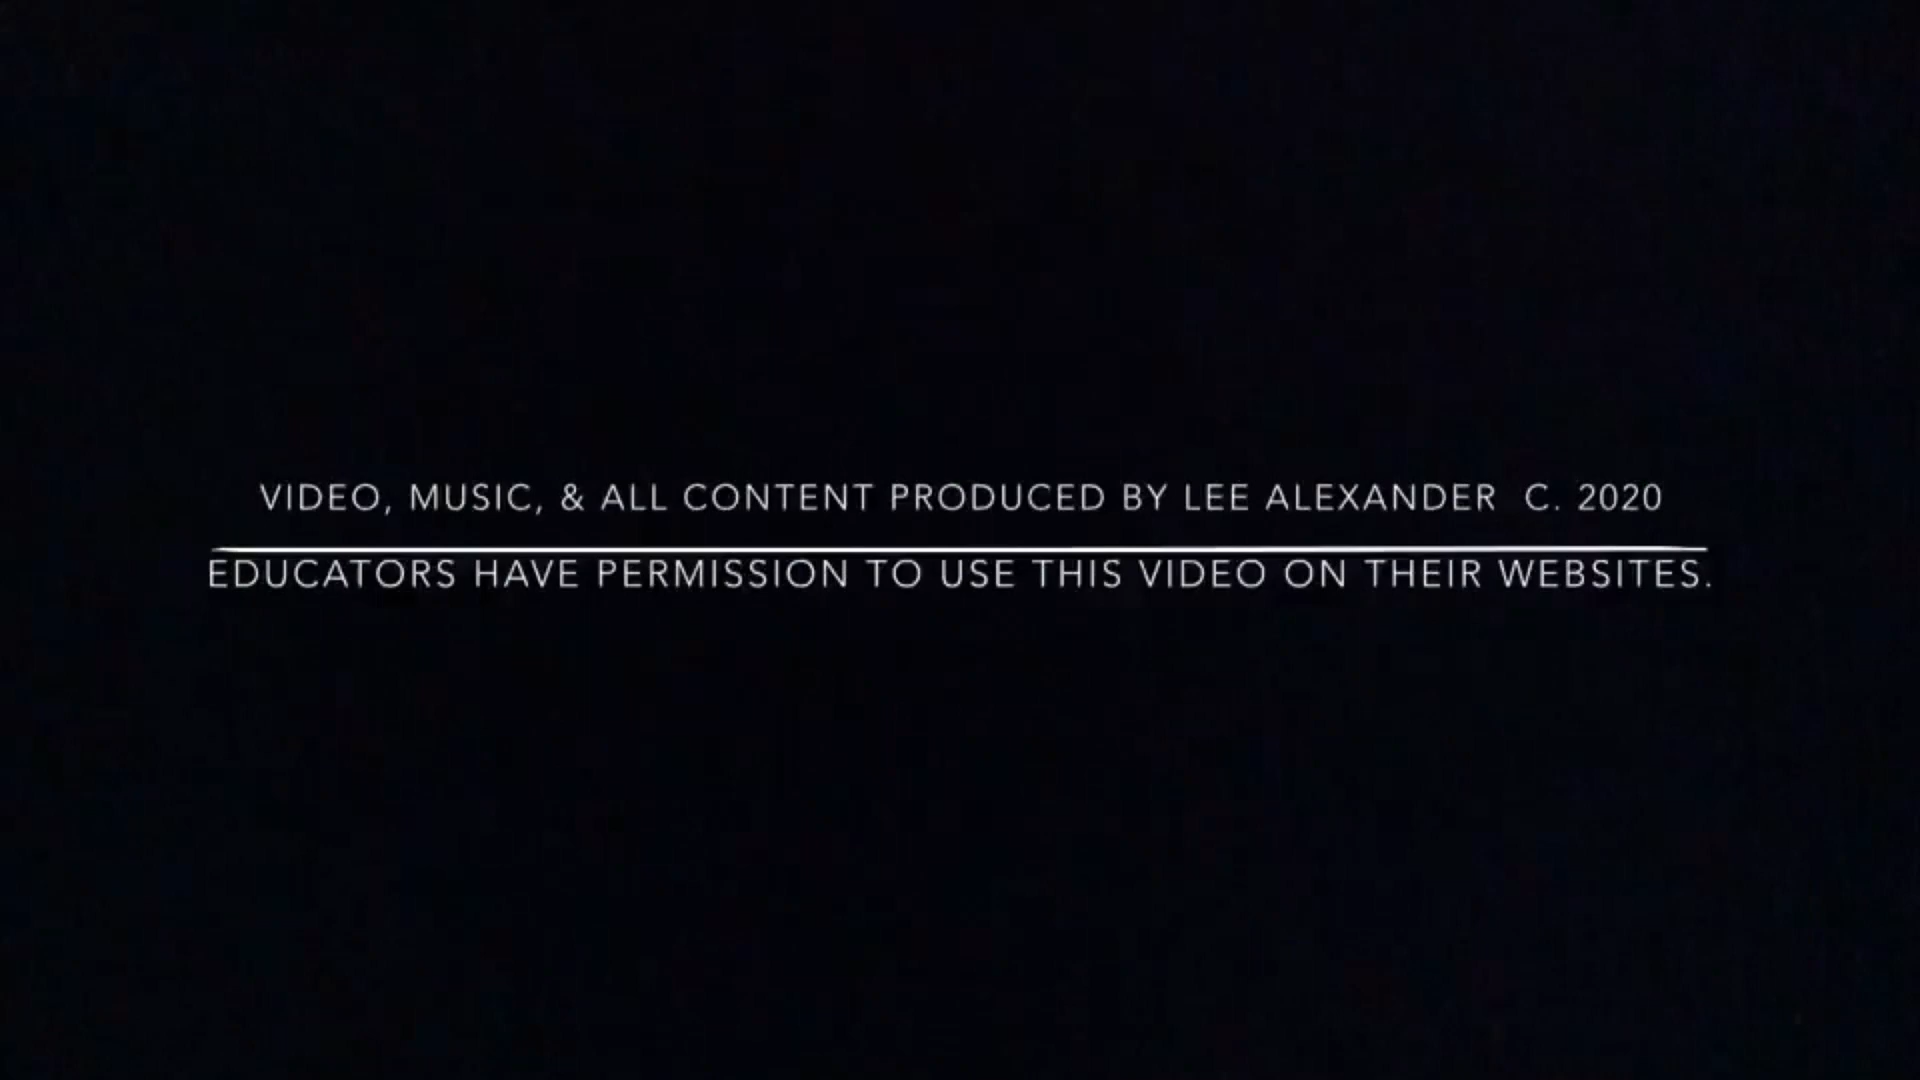 VIDEO, MUSIC, & ALL CONTENT PRODUCED BY LEE ALEXANDER  C. 2020
EDUCATORS HAVE PERMISSION TO USE THIS VIDEO ON THEIR WEBSITES.